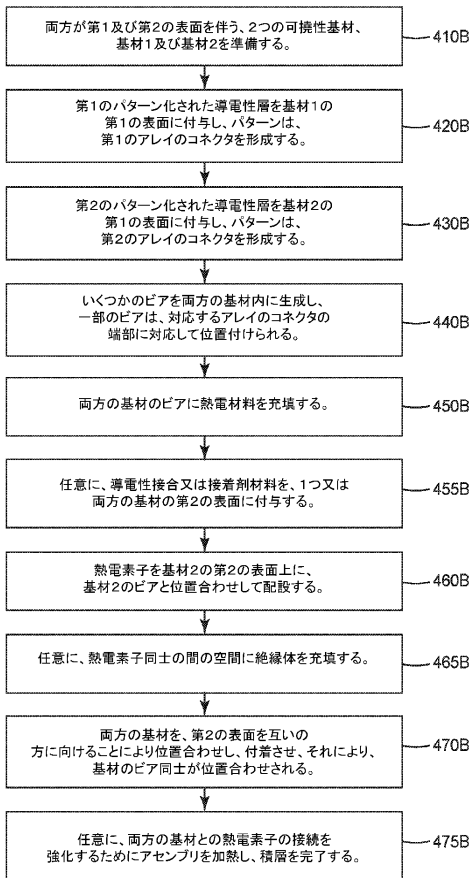 両方が第1及び第2の表面を伴う、2つの可撓性基材、
基材1及び基材2を準備する。
410B
第1のパターン化された導電性層を基材1の
第1の表面に付与し、パターンは、
第1のアレイのコネクタを形成する。
420B
第2のパターン化された導電性層を基材2の
第1の表面に付与し、パターンは、
第2のアレイのコネクタを形成する。
430B
いくつかのビアを両方の基材内に生成し、
一部のビアは、対応するアレイのコネクタの
端部に対応して位置付けられる。
440B
両方の基材のビアに熱電材料を充填する。
450B
任意に、導電性接合又は接着剤材料を、1つ又は
両方の基材の第2の表面に付与する。
455B
熱電素子を基材2の第2の表面上に、
基材2のビアと位置合わせして配設する。
460B
任意に、熱電素子同士の間の空間に絶縁体を充填する。
465B
両方の基材を、第2の表面を互いの
方に向けることにより位置合わせし、付着させ、それにより、
基材のビア同士が位置合わせされる。
470B
任意に、両方の基材との熱電素子の接続を
強化するためにアセンブリを加熱し、積層を完了する。
475B